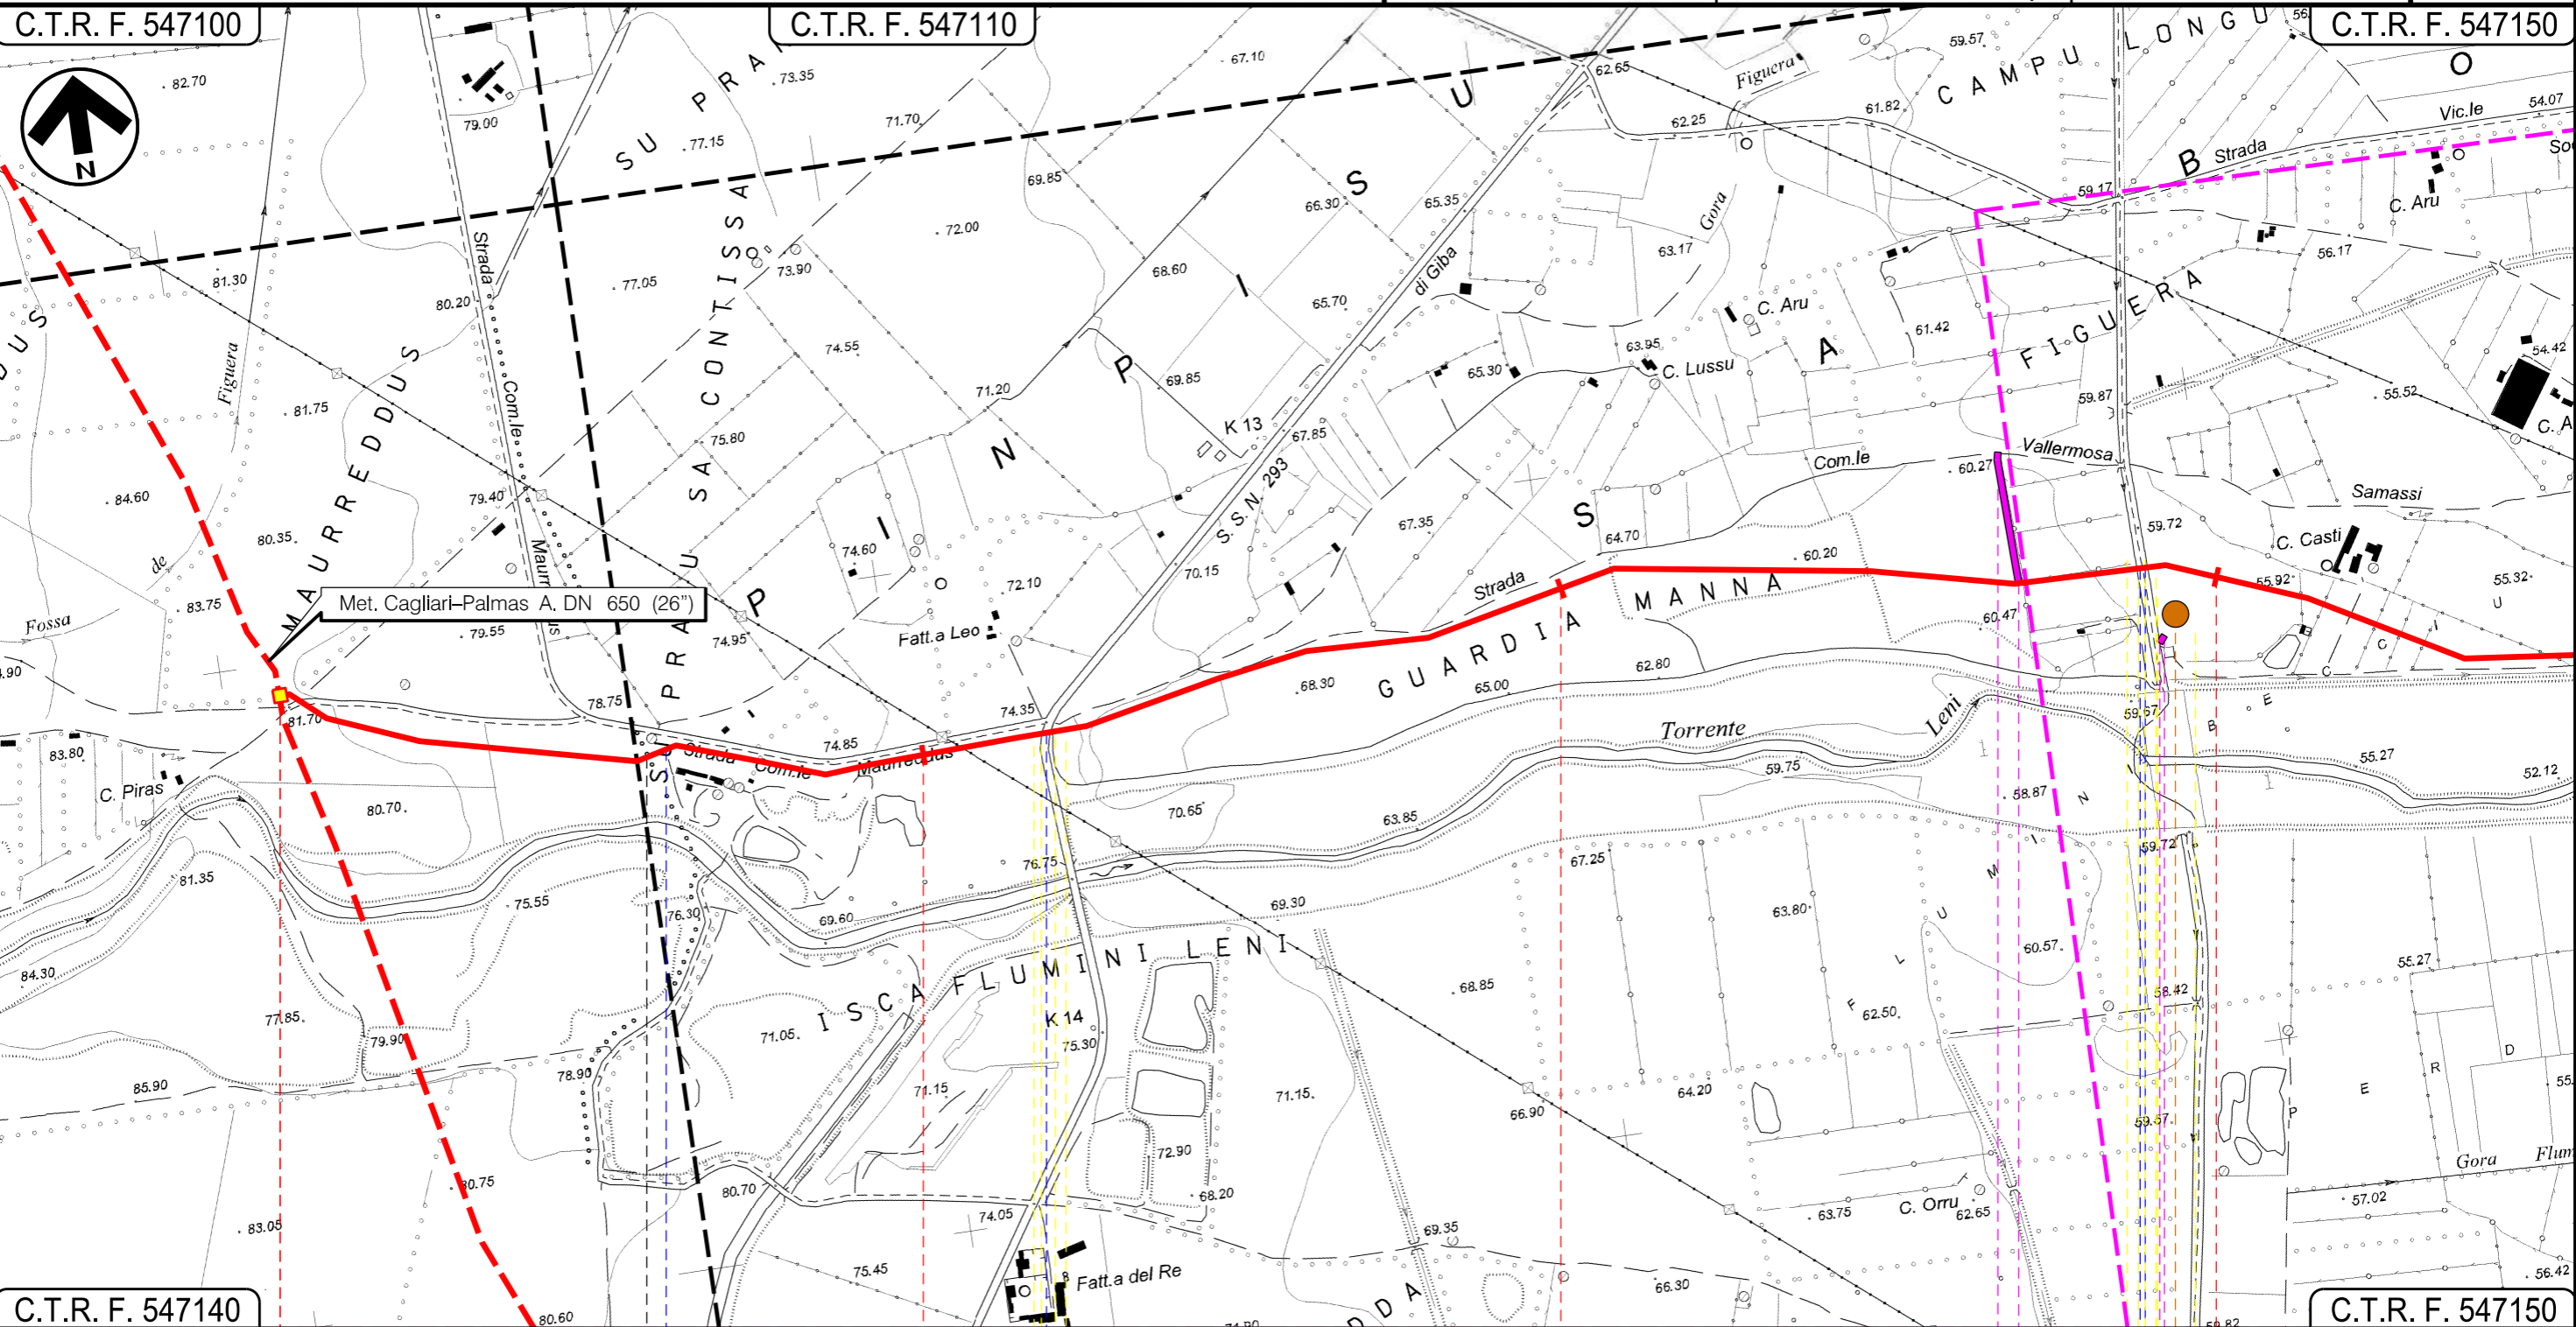 C.T.R. F. 547100
C.T.R. F. 547110
C.T.R. F. 547150
N
82.70
79.00
73.35
67.10
62.65
59.57
CAMPU LONGU
O
Figuera
62.25
61.82
Vic.le
54.07
SU PRA
77.15
71.70
U
B
Strada
69.85
S
66.30
65.35
Gora
59.17
C. Aru
72.00
63.17
56.17
81.30
Strada
80.20
77.05
73.90
68.60
I
65.70
di Giba
C. Aru
61.42
FIGUERA
Figuera
81.75
Com.le
74.55
71.20
P
69.85
65.30
63.95
C. Lussu
A
59.87
54.42
55.52
75.80
K 13
67.85
N
S.S.N. 293
Com.le
60.27
Vallermosa
84.60
79.40
80.35
MAURREDDUS
PRAU SA CONTISSA
67.35
S
64.70
60.20
Samassi
59.72
C. Casti
de
74.60
70.15
Strada
55.92
55.32
83.75
Met. Cagliari–Palmas A. DN 650 (26")
P
72.10
MANNA
Fossa
79.55
74.95
Fatt.a Leo
GUARDIA
60.47
62.80
68.30
65.00
81.70
78.75
74.35
Torrente
Leni
59.67
83.80
74.85
Strada Com.le Maurreddus
55.27
C. Piras
80.70
70.65
63.85
59.75
58.87
52.12
81.35
76.75
67.25
59.72
75.55
76.30
69.60
69.30
63.80
60.57
84.30
ISCA FLUMINI LENI
68.85
55.27
58.42
77.85
79.90
71.05
K 14
75.30
62.50
85.90
78.90
71.15
71.15
66.90
64.20
59.57
72.90
Gora
Flum
80.75
80.70
68.20
57.02
83.05
74.05
69.35
63.75
C. Orru
62.65
75.45
Fatt.a del Re
66.30
56.42
80.60
C.T.R. F. 547140
C.T.R. F. 547150